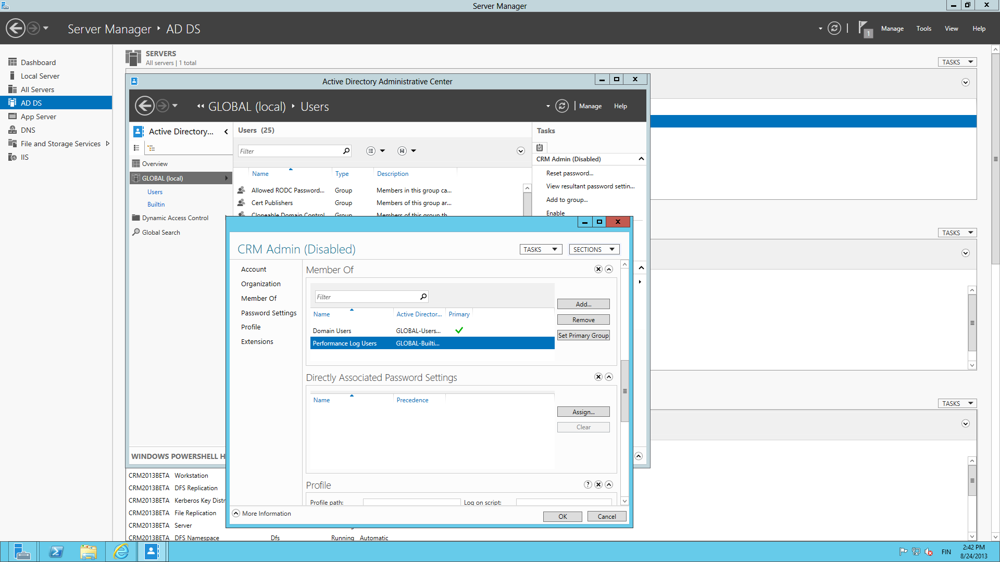 Server Manager
Server Manager ‣ AD DS
1
Manage
Tools
View
Help
Dashboard
Local Server
All Servers
AD DS
App Server
DNS
File and Storage Services
IIS
SERVERS
All servers | 1 total
TASKS
TASKS
TASKS
Active Directory Administrative Center
GLOBAL (local) ‣ Users
Manage
Help
Active Directory...
Overview
GLOBAL (local)
Users
Builtin
Dynamic Access Control
Global Search
Users (25)
Filter
Name Type Description
Allowed RODC Password... Group Members in this group ca...
Cert Publishers Group Members of this group ar...
Cloneable Domain Control Group Members of this group th
Tasks
CRM Admin (Disabled)
Reset password...
View resultant password settin...
Add to group...
Enable
WINDOWS POWERSHELL H
CRM Admin (Disabled)
TASKS
SECTIONS
Account
Organization
Member Of
Password Settings
Profile
Extensions
Member Of
Filter
Name Active Director... Primary
Domain Users GLOBAL-Users...
Performance Log Users GLOBAL-Builti...
Add...
Remove
Set Primary Group
Directly Associated Password Settings
Name Precedence
Assign...
Clear
Profile
?
Profile path:
Log on script:
More Information
OK
Cancel
CRM2013BETA Workstation
CRM2013BETA DFS Replication
CRM2013BETA Kerberos Key Distr
CRM2013BETA File Replication
CRM2013BETA Server
CRM2013BETA DFS Namespace Dfs Running Automatic
FIN
2:42 PM
8/24/2013